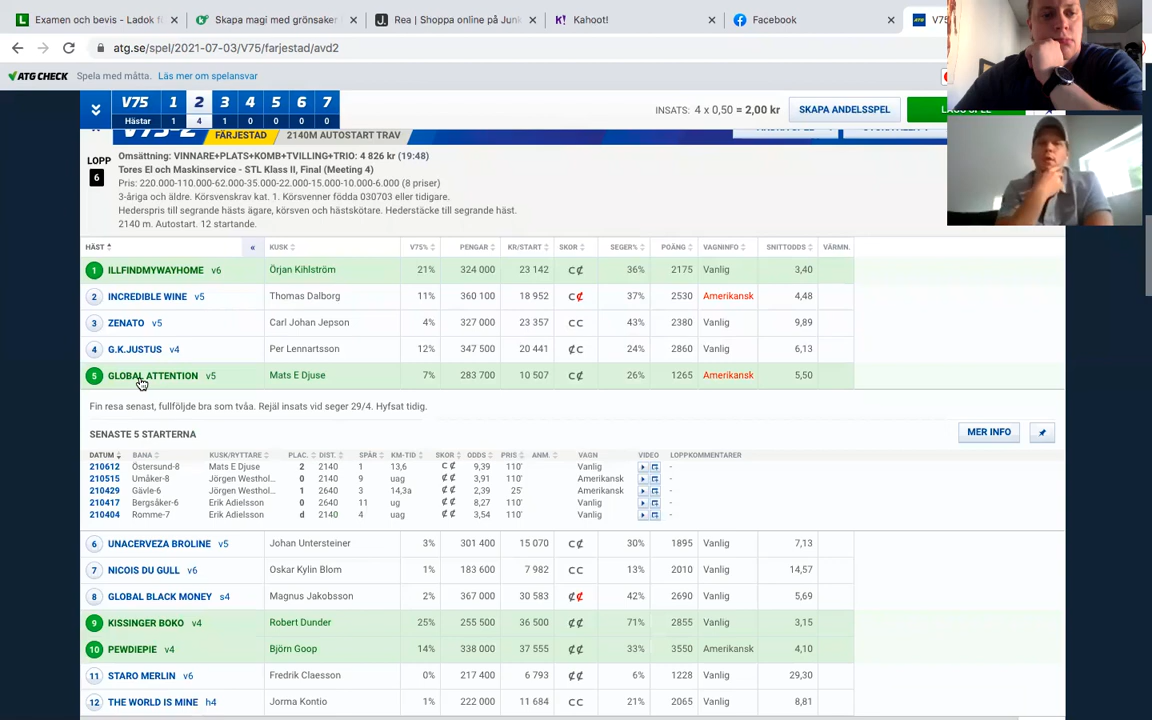 Examen och bevis - Ladok f ×
Skapa magi med grönsaker ×
Rea | Shoppa online på Junk ×
Kahoot! ×
Facebook ×
V75
atg.se/spel/2021-07-03/V75/farjestad/avd2
ATG CHECK Spela med måtta. Läs mer om spelansvar
V75 1 2 3 4 5 6 7
Hästar 1 4 1 0 0 0 0
INSATS: 4 x 0,50 = 2,00 kr
SKAPA ANDELSSPEL
V75-2 FÄRJESTAD 2140M AUTOSTART TRAV
LOPP
6
Omsättning: VINNARE+PLATS+KOMB+TVILLING+TRIO: 4 826 kr (19:48)
Tores El och Maskinservice - STL Klass II, Final (Meeting 4)
Pris: 220.000-110.000-62.000-35.000-22.000-15.000-10.000-6.000 (8 priser)
3-åriga och äldre. Körsvenskrav kat. 1. Körsvenner födda 030703 eller tidigare.
Hederspris till segrande hästs ägare, körsven och hästskötare. Hederstäcke till segrande häst.
2140 m. Autostart. 12 startande.
HÄST « KUSK V75% PENGAR KR/START SKOR SEGER% POÄNG VAGNINFO SNITTODDS VÄRMN.
1 ILLFINDMYWAYHOME v6 Örjan Kihlström 21% 324 000 23 142 C₵ 36% 2175 Vanlig 3,40
2 INCREDIBLE WINE v5 Thomas Dalborg 11% 360 100 18 952 C₵ 37% 2530 Amerikansk 4,48
3 ZENATO v5 Carl Johan Jepson 4% 327 000 23 357 CC 43% 2380 Vanlig 9,89
4 G.K.JUSTUS v4 Per Lennartsson 12% 347 500 20 441 ₵C 24% 2860 Vanlig 6,13
5 GLOBAL ATTENTION v5 Mats E Djuse 7% 283 700 10 507 C₵ 26% 1265 Amerikansk 5,50
Fin resa senast, fullföljde bra som tvåa. Rejäl insats vid seger 29/4. Hyfsat tidig.
SENASTE 5 STARTERNA
MER INFO
DATUM BANA KUSK/RYTTARE PLAC. DIST. SPÅR KM-TID SKOR ODDS PRIS ANM. VAGN VIDEO LOPPKOMMENTARER
210612 Östersund-8 Mats E Djuse 2 2140 1 13,6 C₵ 9,39 110' Vanlig -
210515 Umåker-8 Jörgen Westhol... 0 2140 9 uag ₵₵ 3,91 110' Amerikansk -
210429 Gävle-6 Jörgen Westhol... 1 2640 3 14,3a ₵₵ 2,39 25' Amerikansk -
210417 Bergsåker-6 Erik Adielsson 0 2640 11 ug ₵₵ 8,27 110' Vanlig -
210404 Romme-7 Erik Adielsson d 2140 4 uag ₵₵ 3,54 110' Vanlig -
6 UNACERVEZA BROLINE v5 Johan Untersteiner 3% 301 400 15 070 C₵ 30% 1895 Vanlig 7,13
7 NICOIS DU GULL v6 Oskar Kylin Blom 1% 183 600 7 982 CC 13% 2010 Vanlig 14,57
8 GLOBAL BLACK MONEY s4 Magnus Jakobsson 2% 367 000 30 583 ₵₵ 42% 2690 Vanlig 5,69
9 KISSINGER BOKO v4 Robert Dunder 25% 255 500 36 500 ₵₵ 71% 2855 Vanlig 3,15
10 PEWDIEPIE v4 Björn Goop 14% 338 000 37 555 ₵₵ 33% 3550 Amerikansk 4,10
11 STARO MERLIN v6 Fredrik Claesson 0% 217 400 6 793 ₵₵ 6% 1228 Vanlig 29,30
12 THE WORLD IS MINE h4 Jorma Kontio 1% 222 000 11 684 CC 21% 2065 Vanlig 8,81